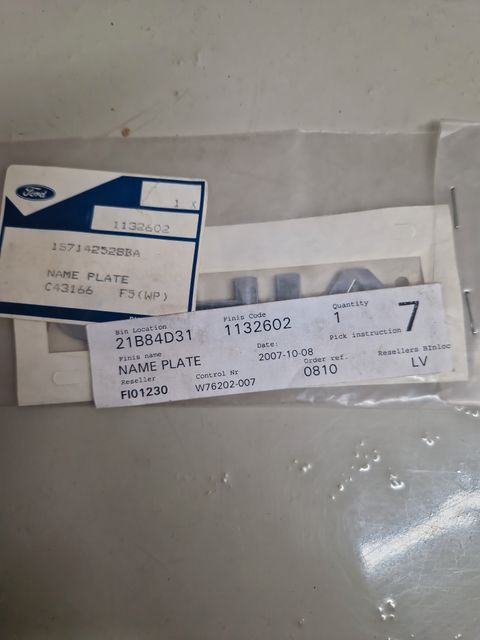 Ford
1 X
1132602
1S7142528BA
NAME PLATE
C43166 F5(WP)
Bin Location
21B84D31
Finis Code
1132602
Quantity
1
Pick instruction
7
Finis name
NAME PLATE
Date:
2007-10-08
Order ref.
0810
Resellers BInloc
LV
Reseller
FI01230
Control Nr
W76202-007